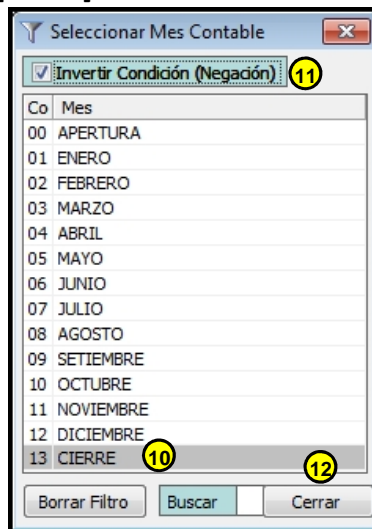 Seleccionar Mes Contable
Invertir Condición (Negación) 11
Co Mes
00 APERTURA
01 ENERO
02 FEBRERO
03 MARZO
04 ABRIL
05 MAYO
06 JUNIO
07 JULIO
08 AGOSTO
09 SETIEMBRE
10 OCTUBRE
11 NOVIEMBRE
12 DICIEMBRE
13 CIERRE 10
12
Borrar Filtro Buscar Cerrar